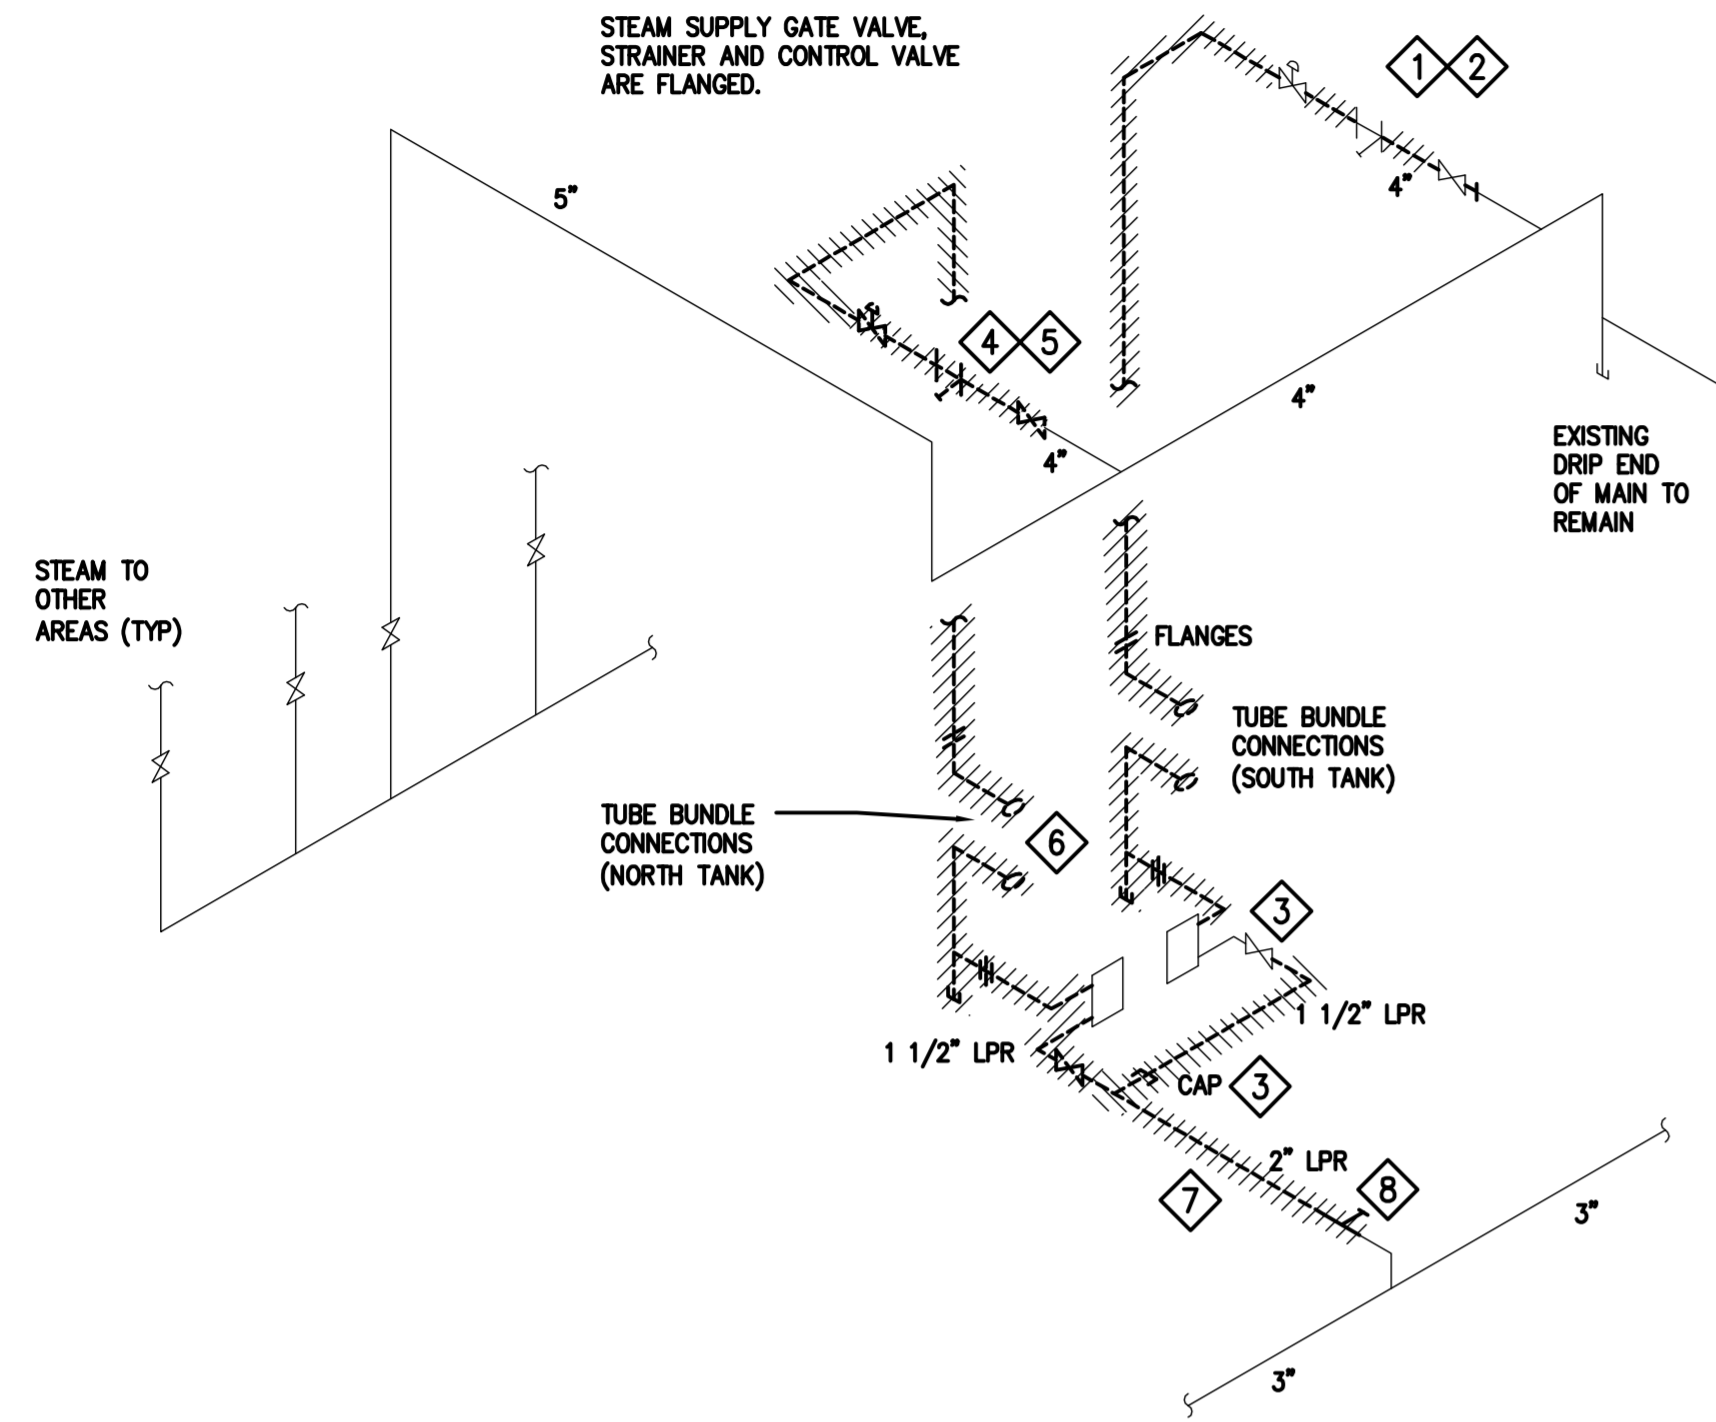 STEAM SUPPLY GATE VALVE,
STRAINER AND CONTROL VALVE
ARE FLANGED.
1 2
5"
4"
4 5
4"
4"
EXISTING
DRIP END
OF MAIN TO
REMAIN
STEAM TO
OTHER
AREAS (TYP)
FLANGES
TUBE BUNDLE
CONNECTIONS
(SOUTH TANK)
TUBE BUNDLE
CONNECTIONS
(NORTH TANK)
6
3
1 1/2" LPR
1 1/2" LPR
CAP 3
2" LPR
7
8
3"
3"